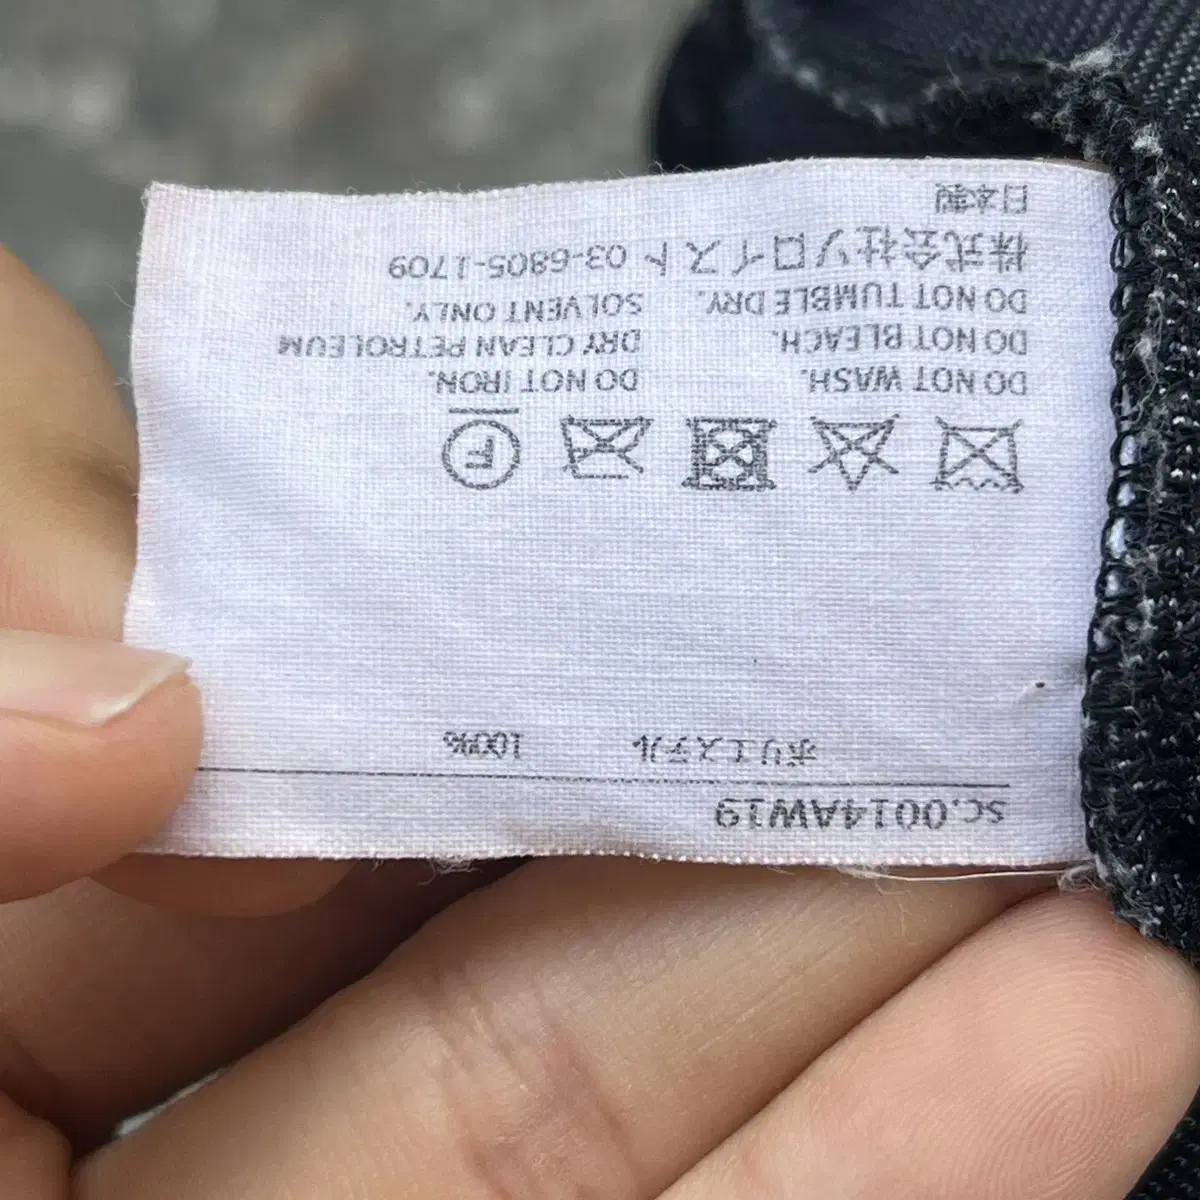 sc.0014AW19
ポリエステル 100%
DO NOT WASH. DO NOT IRON.
DO NOT BLEACH. DRY CLEAN PETROLEUM
DO NOT TUMBLE DRY. SOLVENT ONLY.
株式会社ソロイスト 03-6805-1709
日本製
F